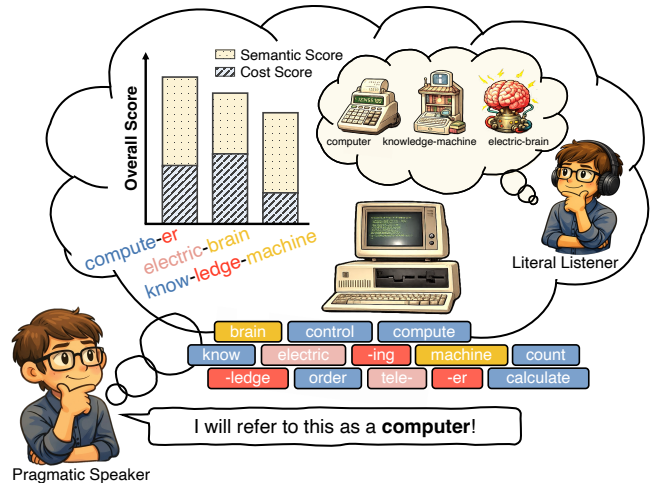 Semantic Score
Cost Score
Overall Score
compute-er
electric-brain
know-ledge-machine
computer
knowledge-machine
electric-brain
Literal Listener
brain
control
compute
know
electric
-ing
machine
count
-ledge
order
tele-
-er
calculate
I will refer to this as a computer!
Pragmatic Speaker